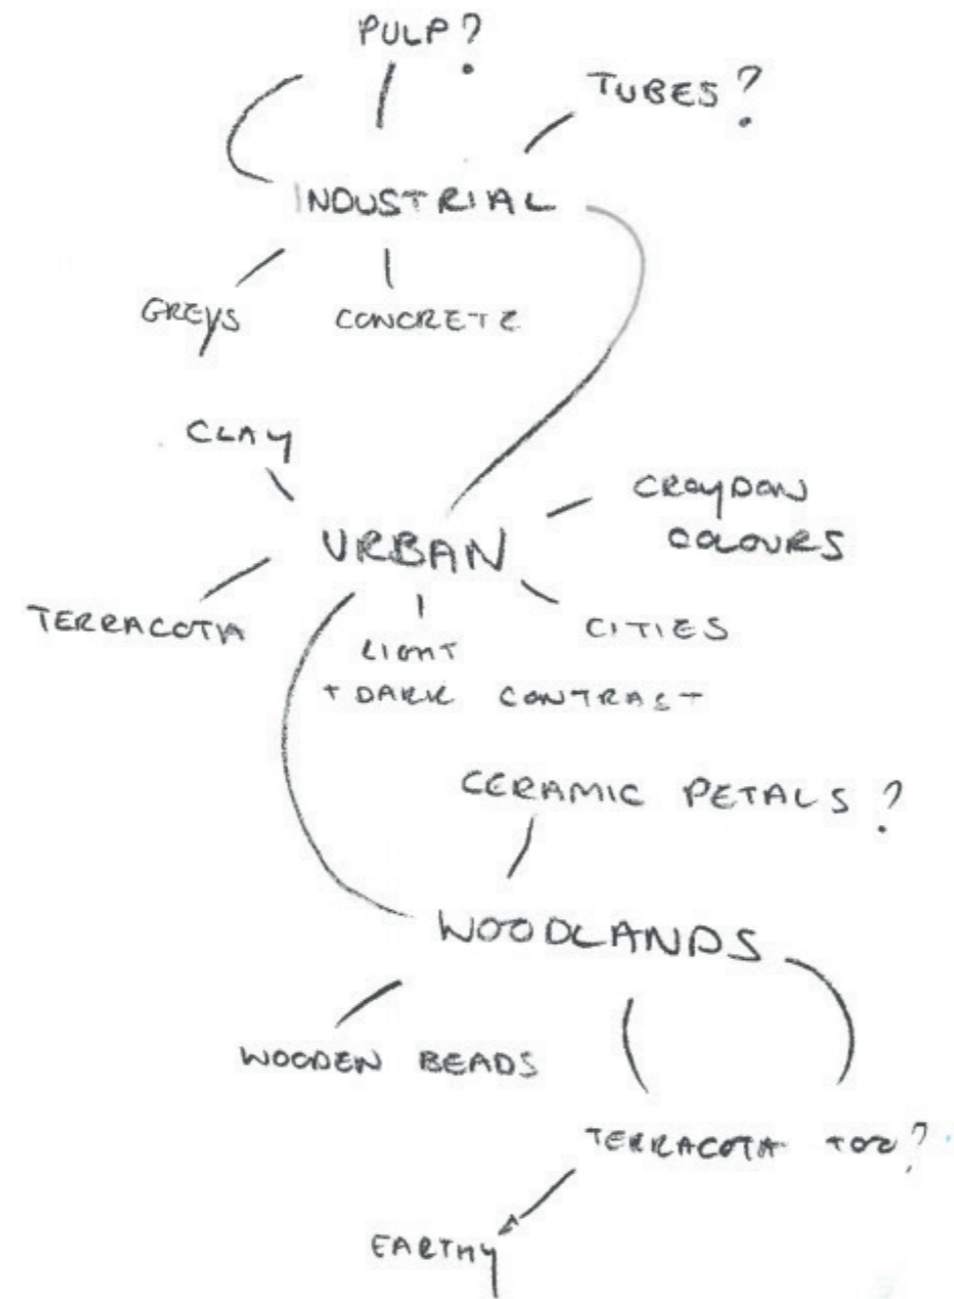 PULP?
TUBES?
INDUSTRIAL
GREYS
CONCRETE
CLAY
CROYDON
COLOURS
URBAN
TERRACOTA
CITIES
LIGHT
+ DARK CONTRAST
CERAMIC PETALS?
WOODLANDS
WOODEN BEADS
TERRACOTA TOO?
EARTHY